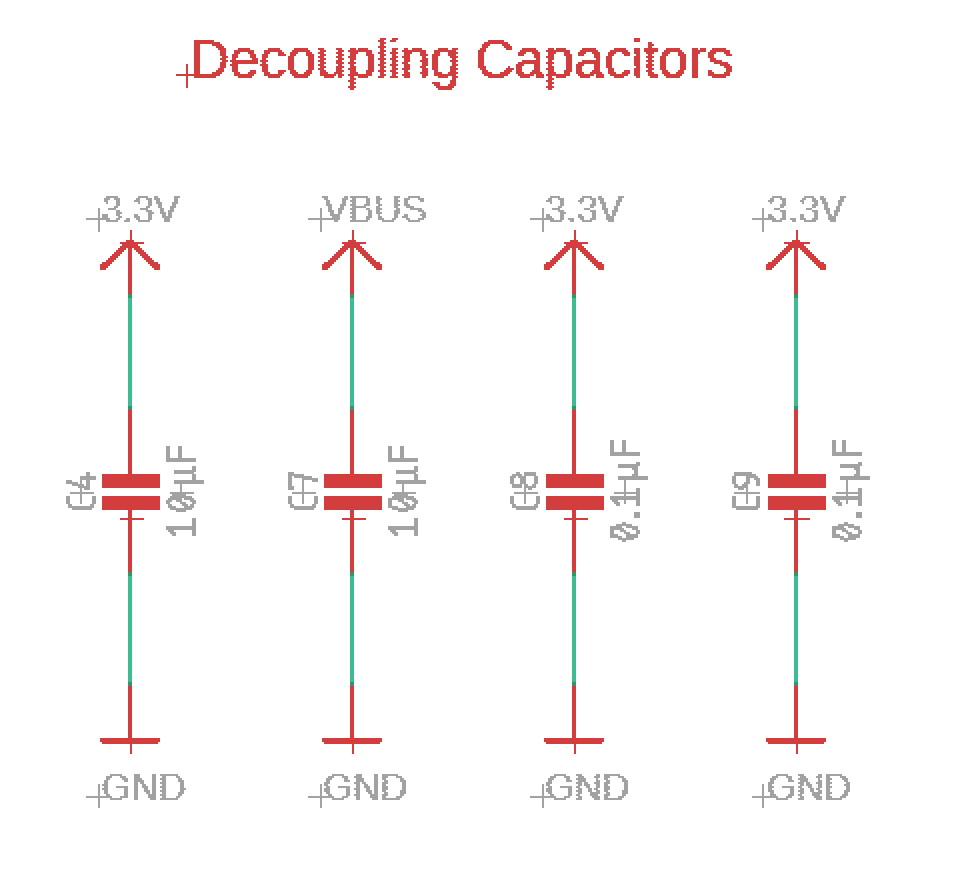 Decoupling Capacitors
3.3V VBUS 3.3V 3.3V
C4 10µF C7 10µF C8 0.1µF C9 0.1µF
GND GND GND GND